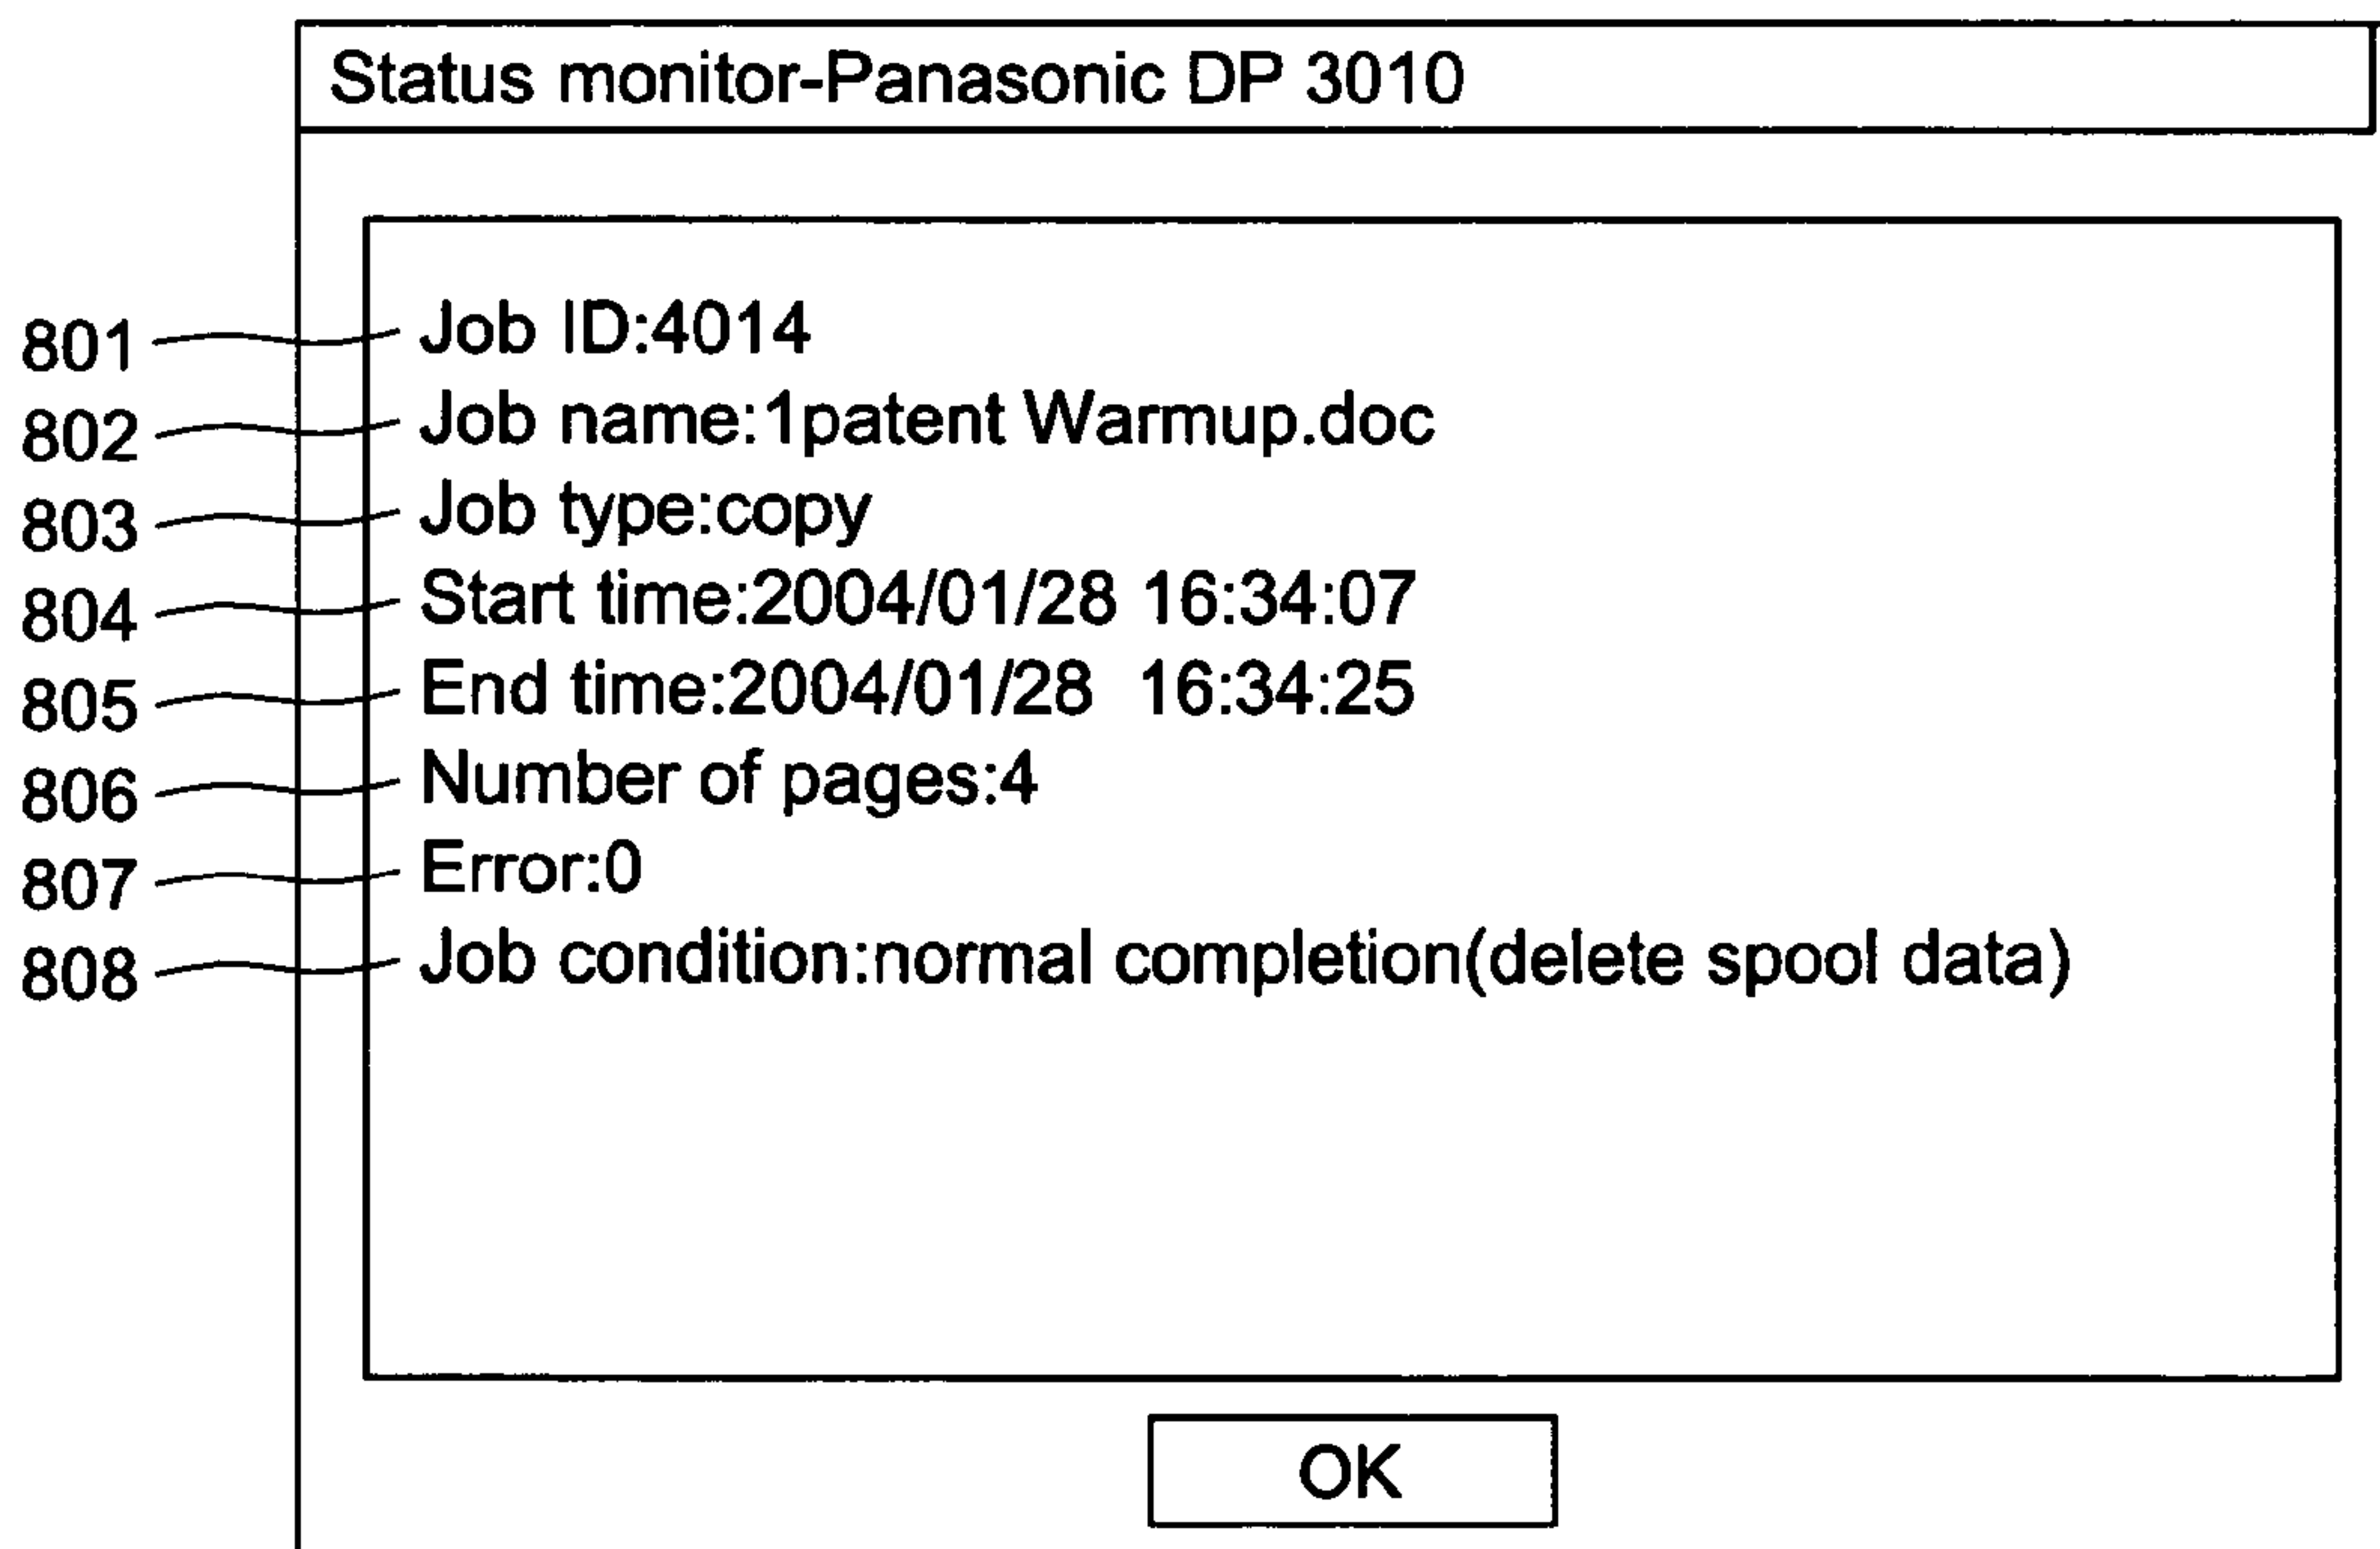 Status monitor-Panasonic DP 3010
801 Job ID:4014
802 Job name:1patent Warmup.doc
803 Job type:copy
804 Start time:2004/01/28 16:34:07
805 End time:2004/01/28 16:34:25
806 Number of pages:4
807 Error:0
808 Job condition:normal completion(delete spool data)
OK